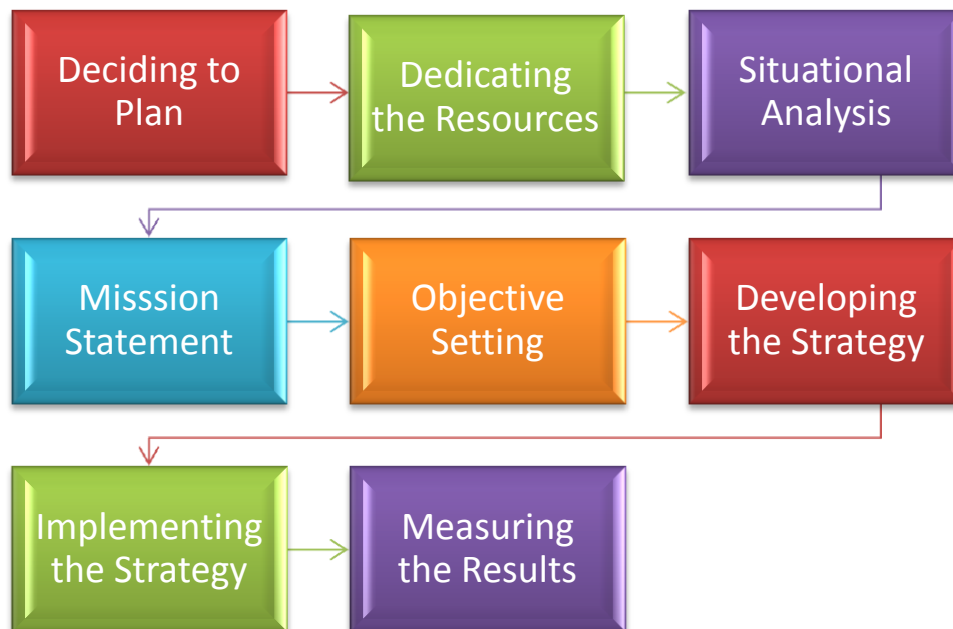 Deciding to
Plan
Dedicating
the Resources
Situational
Analysis
Misssion
Statement
Objective
Setting
Developing
the Strategy
Implementing
the Strategy
Measuring
the Results